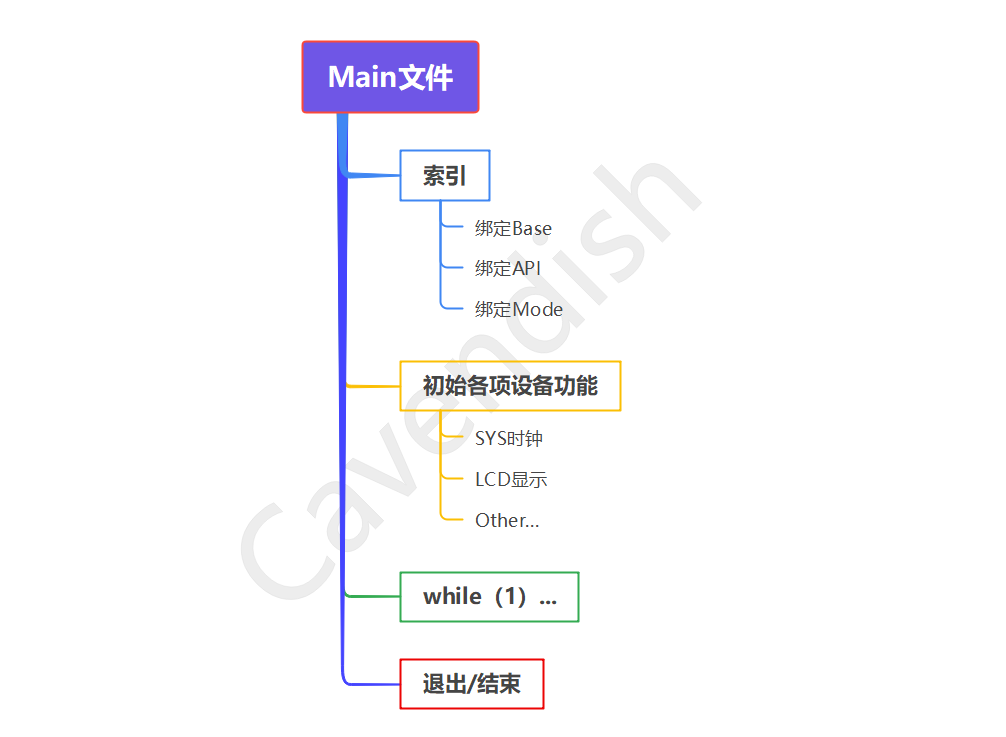 Main文件
索引
绑定Base
绑定API
绑定Mode
初始各项设备功能
SYS时钟
LCD显示
Other...
while（1）...
退出/结束
Cavendish